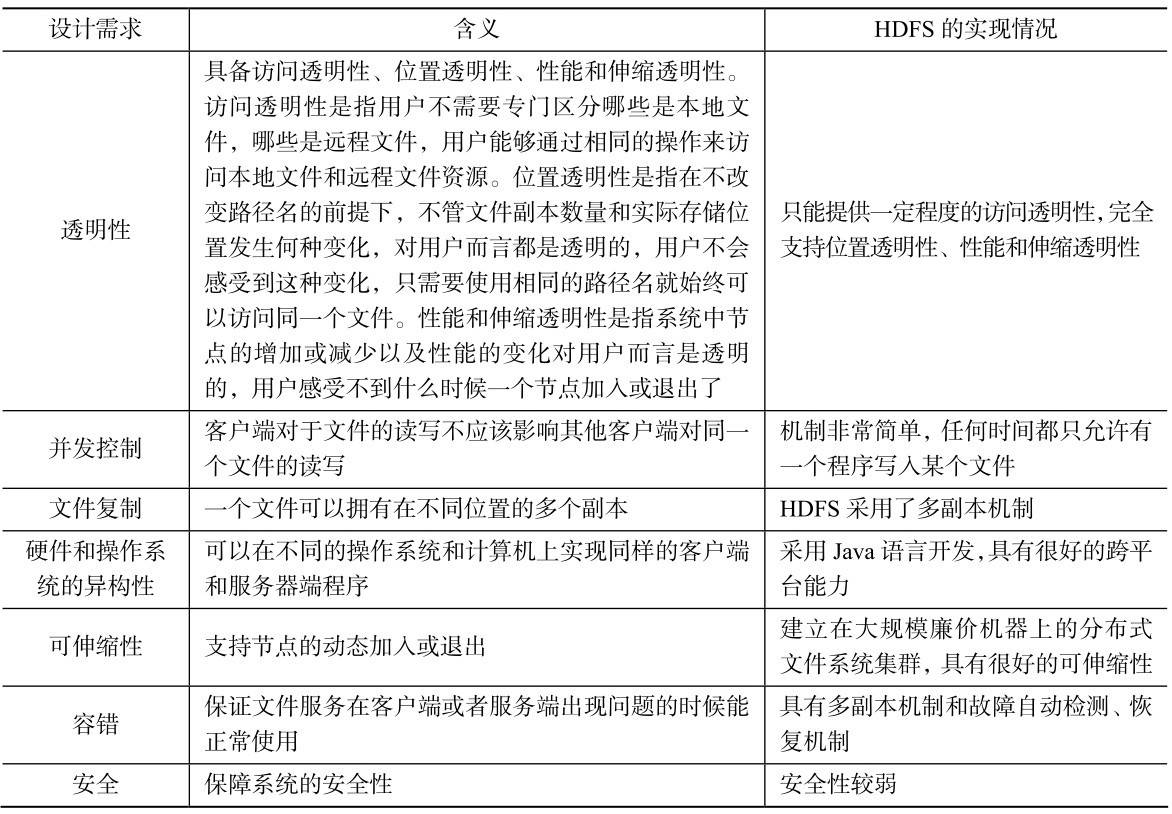 设计需求
含义
HDFS 的实现情况
透明性
具备访问透明性、位置透明性、性能和伸缩透明性。
访问透明性是指用户不需要专门区分哪些是本地文
件，哪些是远程文件，用户能够通过相同的操作来访
问本地文件和远程文件资源。位置透明性是指在不改
变路径名的前提下，不管文件副本数量和实际存储位
置发生何种变化，对用户而言都是透明的，用户不会
感受到这种变化，只需要使用相同的路径名就始终可
以访问同一个文件。性能和伸缩透明性是指系统中节
点的增加或减少以及性能的变化对用户而言是透明
的，用户感受不到什么时候一个节点加入或退出了
只能提供一定程度的访问透明性，完全
支持位置透明性、性能和伸缩透明性
并发控制
客户端对于文件的读写不应该影响其他客户端对同一
个文件的读写
机制非常简单，任何时间都只允许有
一个程序写入某个文件
文件复制
一个文件可以拥有在不同位置的多个副本
HDFS 采用了多副本机制
硬件和操作系
统的异构性
可以在不同的操作系统和计算机上实现同样的客户端
和服务器端程序
采用 Java 语言开发，具有很好的跨平
台能力
可伸缩性
支持节点的动态加入或退出
建立在大规模廉价机器上的分布式
文件系统集群，具有很好的可伸缩性
容错
保证文件服务在客户端或者服务端出现问题的时候能
正常使用
具有多副本机制和故障自动检测、恢
复机制
安全
保障系统的安全性
安全性较弱